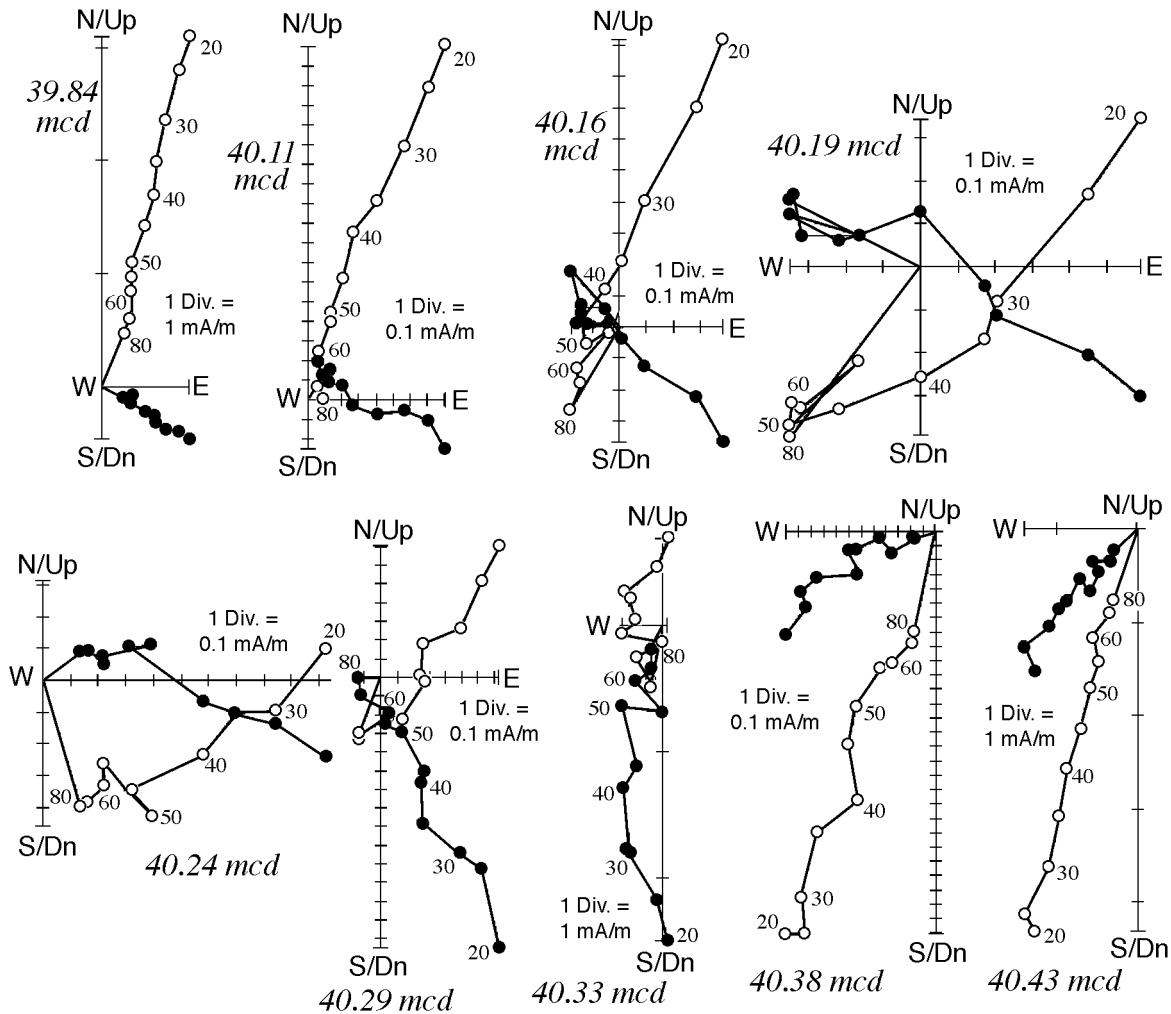 N/Up
20
39.84
mcd
30
40
50
60
1 Div. =
1 mA/m
80
W
E
S/Dn
N/Up
20
40.11
mcd
30
40
50
1 Div. =
0.1 mA/m
60
W
E
80
S/Dn
N/Up
20
40.16
mcd
30
40
1 Div. =
0.1 mA/m
E
50
60
80
S/Dn
N/Up
20
40.19 mcd
1 Div. =
0.1 mA/m
W
E
30
40
60
50
80
S/Dn
N/Up
1 Div. =
0.1 mA/m
20
W
30
40
80
60
50
S/Dn
40.24 mcd
N/Up
80
E
60
1 Div. =
0.1 mA/m
50
40
30
20
S/Dn
40.29 mcd
N/Up
W
80
60
50
40
30
1 Div. =
1 mA/m
20
S/Dn
40.33 mcd
N/Up
W
80
60
1 Div. =
0.1 mA/m
50
40
30
20
S/Dn
40.38 mcd
N/Up
W
80
60
50
1 Div. =
1 mA/m
40
30
20
S/Dn
40.43 mcd